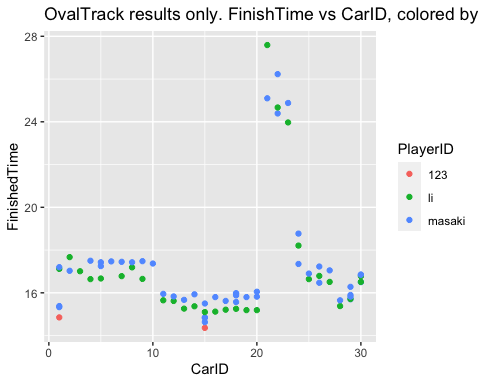 OvalTrack results only. FinishTime vs CarID, colored by
28
24
20
16
FinishedTime
0
10
20
30
CarID
PlayerID
123
li
masaki